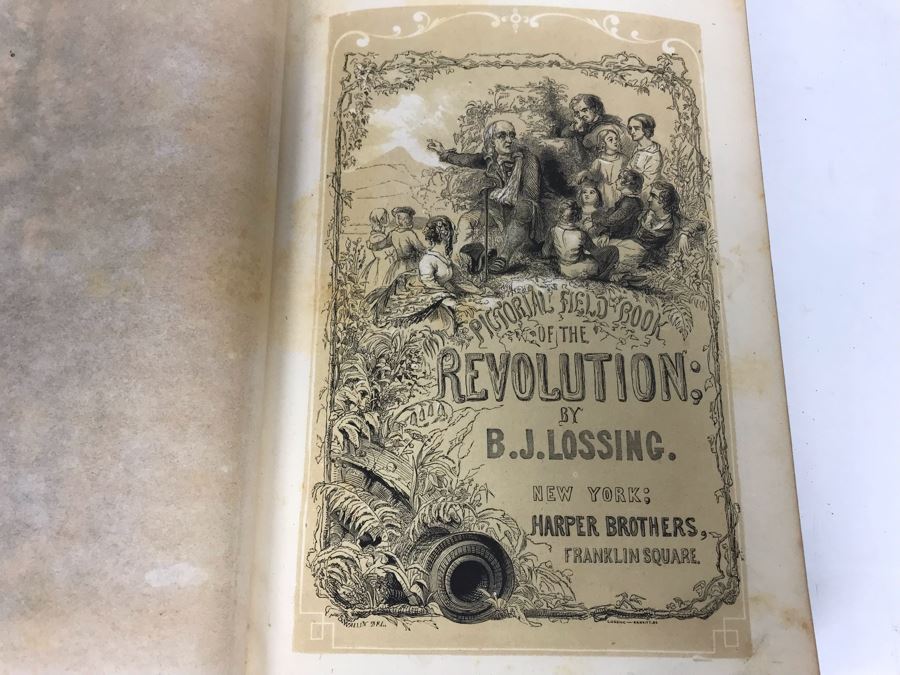 PICTORIAL FIELD BOOK
OF THE
REVOLUTION;
BY
B.J.LOSSING.
NEW YORK;
HARPER BROTHERS,
FRANKLIN SQUARE.